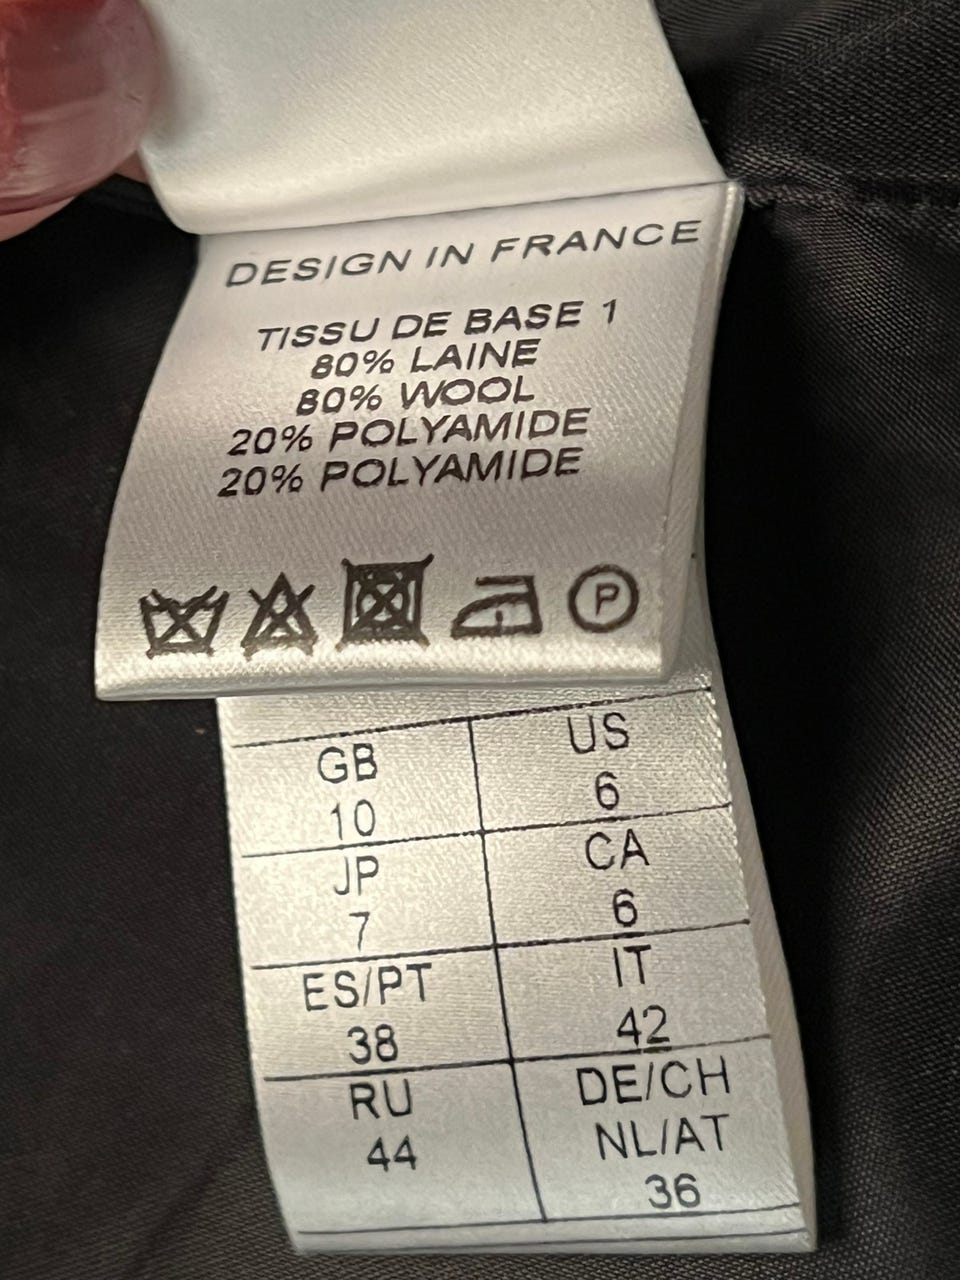 DESIGN IN FRANCE
TISSU DE BASE 1
80% LAINE
80% WOOL
20% POLYAMIDE
20% POLYAMIDE
P
GB
10
US
6
JP
7
CA
6
ES/PT
38
IT
42
RU
44
DE/CH
NL/AT
36